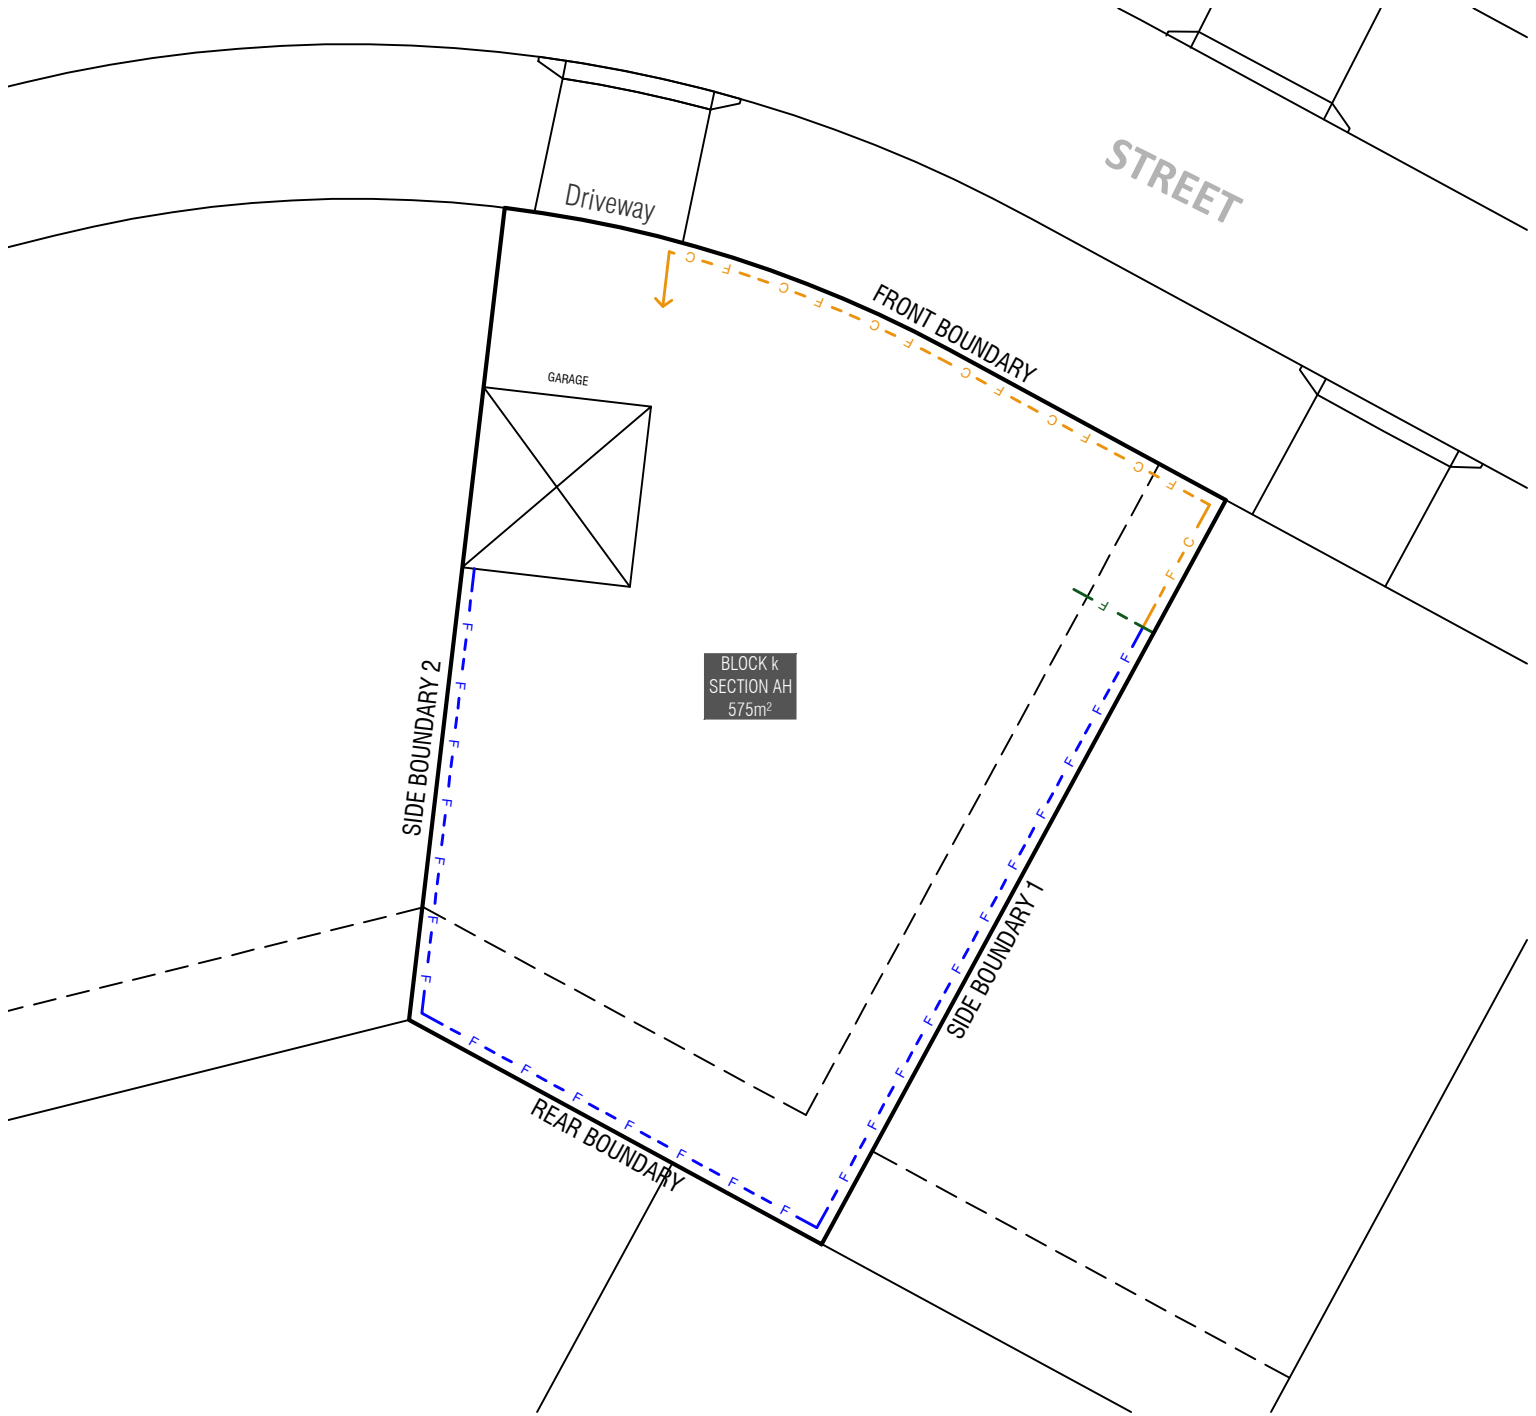 STREET
Driveway
FRONT BOUNDARY
C F C F C F C F C F C F
C F
GARAGE
F
BLOCK k
SECTION AH
575m²
SIDE BOUNDARY 2
F F F F F F F
SIDE BOUNDARY 1
F F F F F F F F F F F
REAR BOUNDARY
F F F F F F F